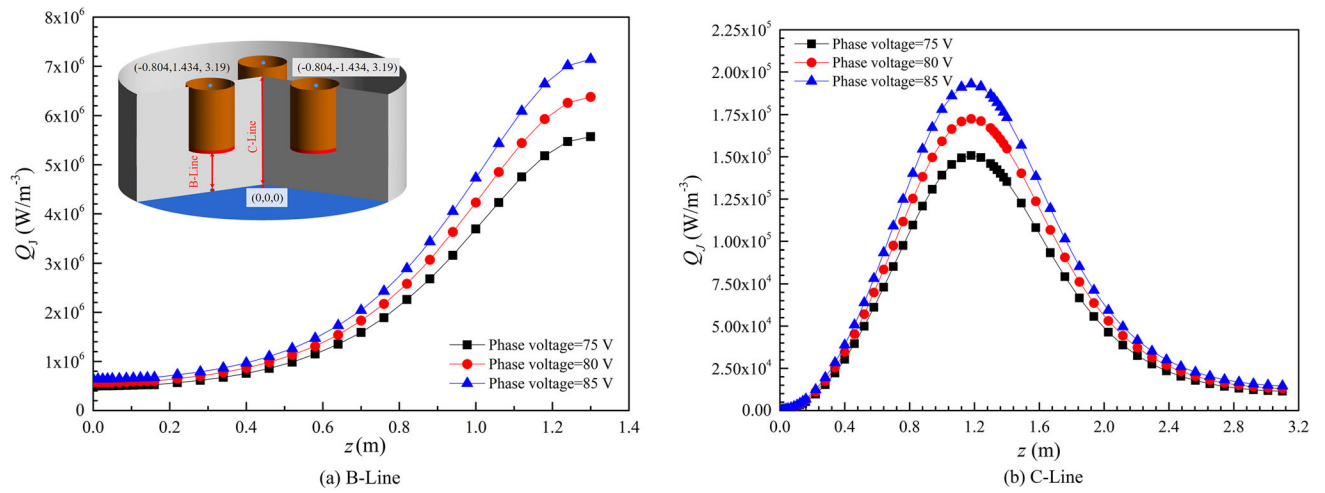 8x10⁶
7x10⁶
6x10⁶
5x10⁶
4x10⁶
3x10⁶
2x10⁶
1x10⁶
0
Q_J (W/m⁻³)
(-0.804,1.434, 3.19)
(-0.804,-1.434, 3.19)
B-Line
C-Line
(0,0,0)
Phase voltage=75 V
Phase voltage=80 V
Phase voltage=85 V
0.0 0.2 0.4 0.6 0.8 1.0 1.2 1.4
z (m)
(a) B-Line
2.25x10⁵
2.00x10⁵
1.75x10⁵
1.50x10⁵
1.25x10⁵
1.00x10⁵
7.50x10⁴
5.00x10⁴
2.50x10⁴
0.00
Q_J (W/m⁻³)
Phase voltage=75 V
Phase voltage=80 V
Phase voltage=85 V
0.0 0.4 0.8 1.2 1.6 2.0 2.4 2.8 3.2
z (m)
(b) C-Line